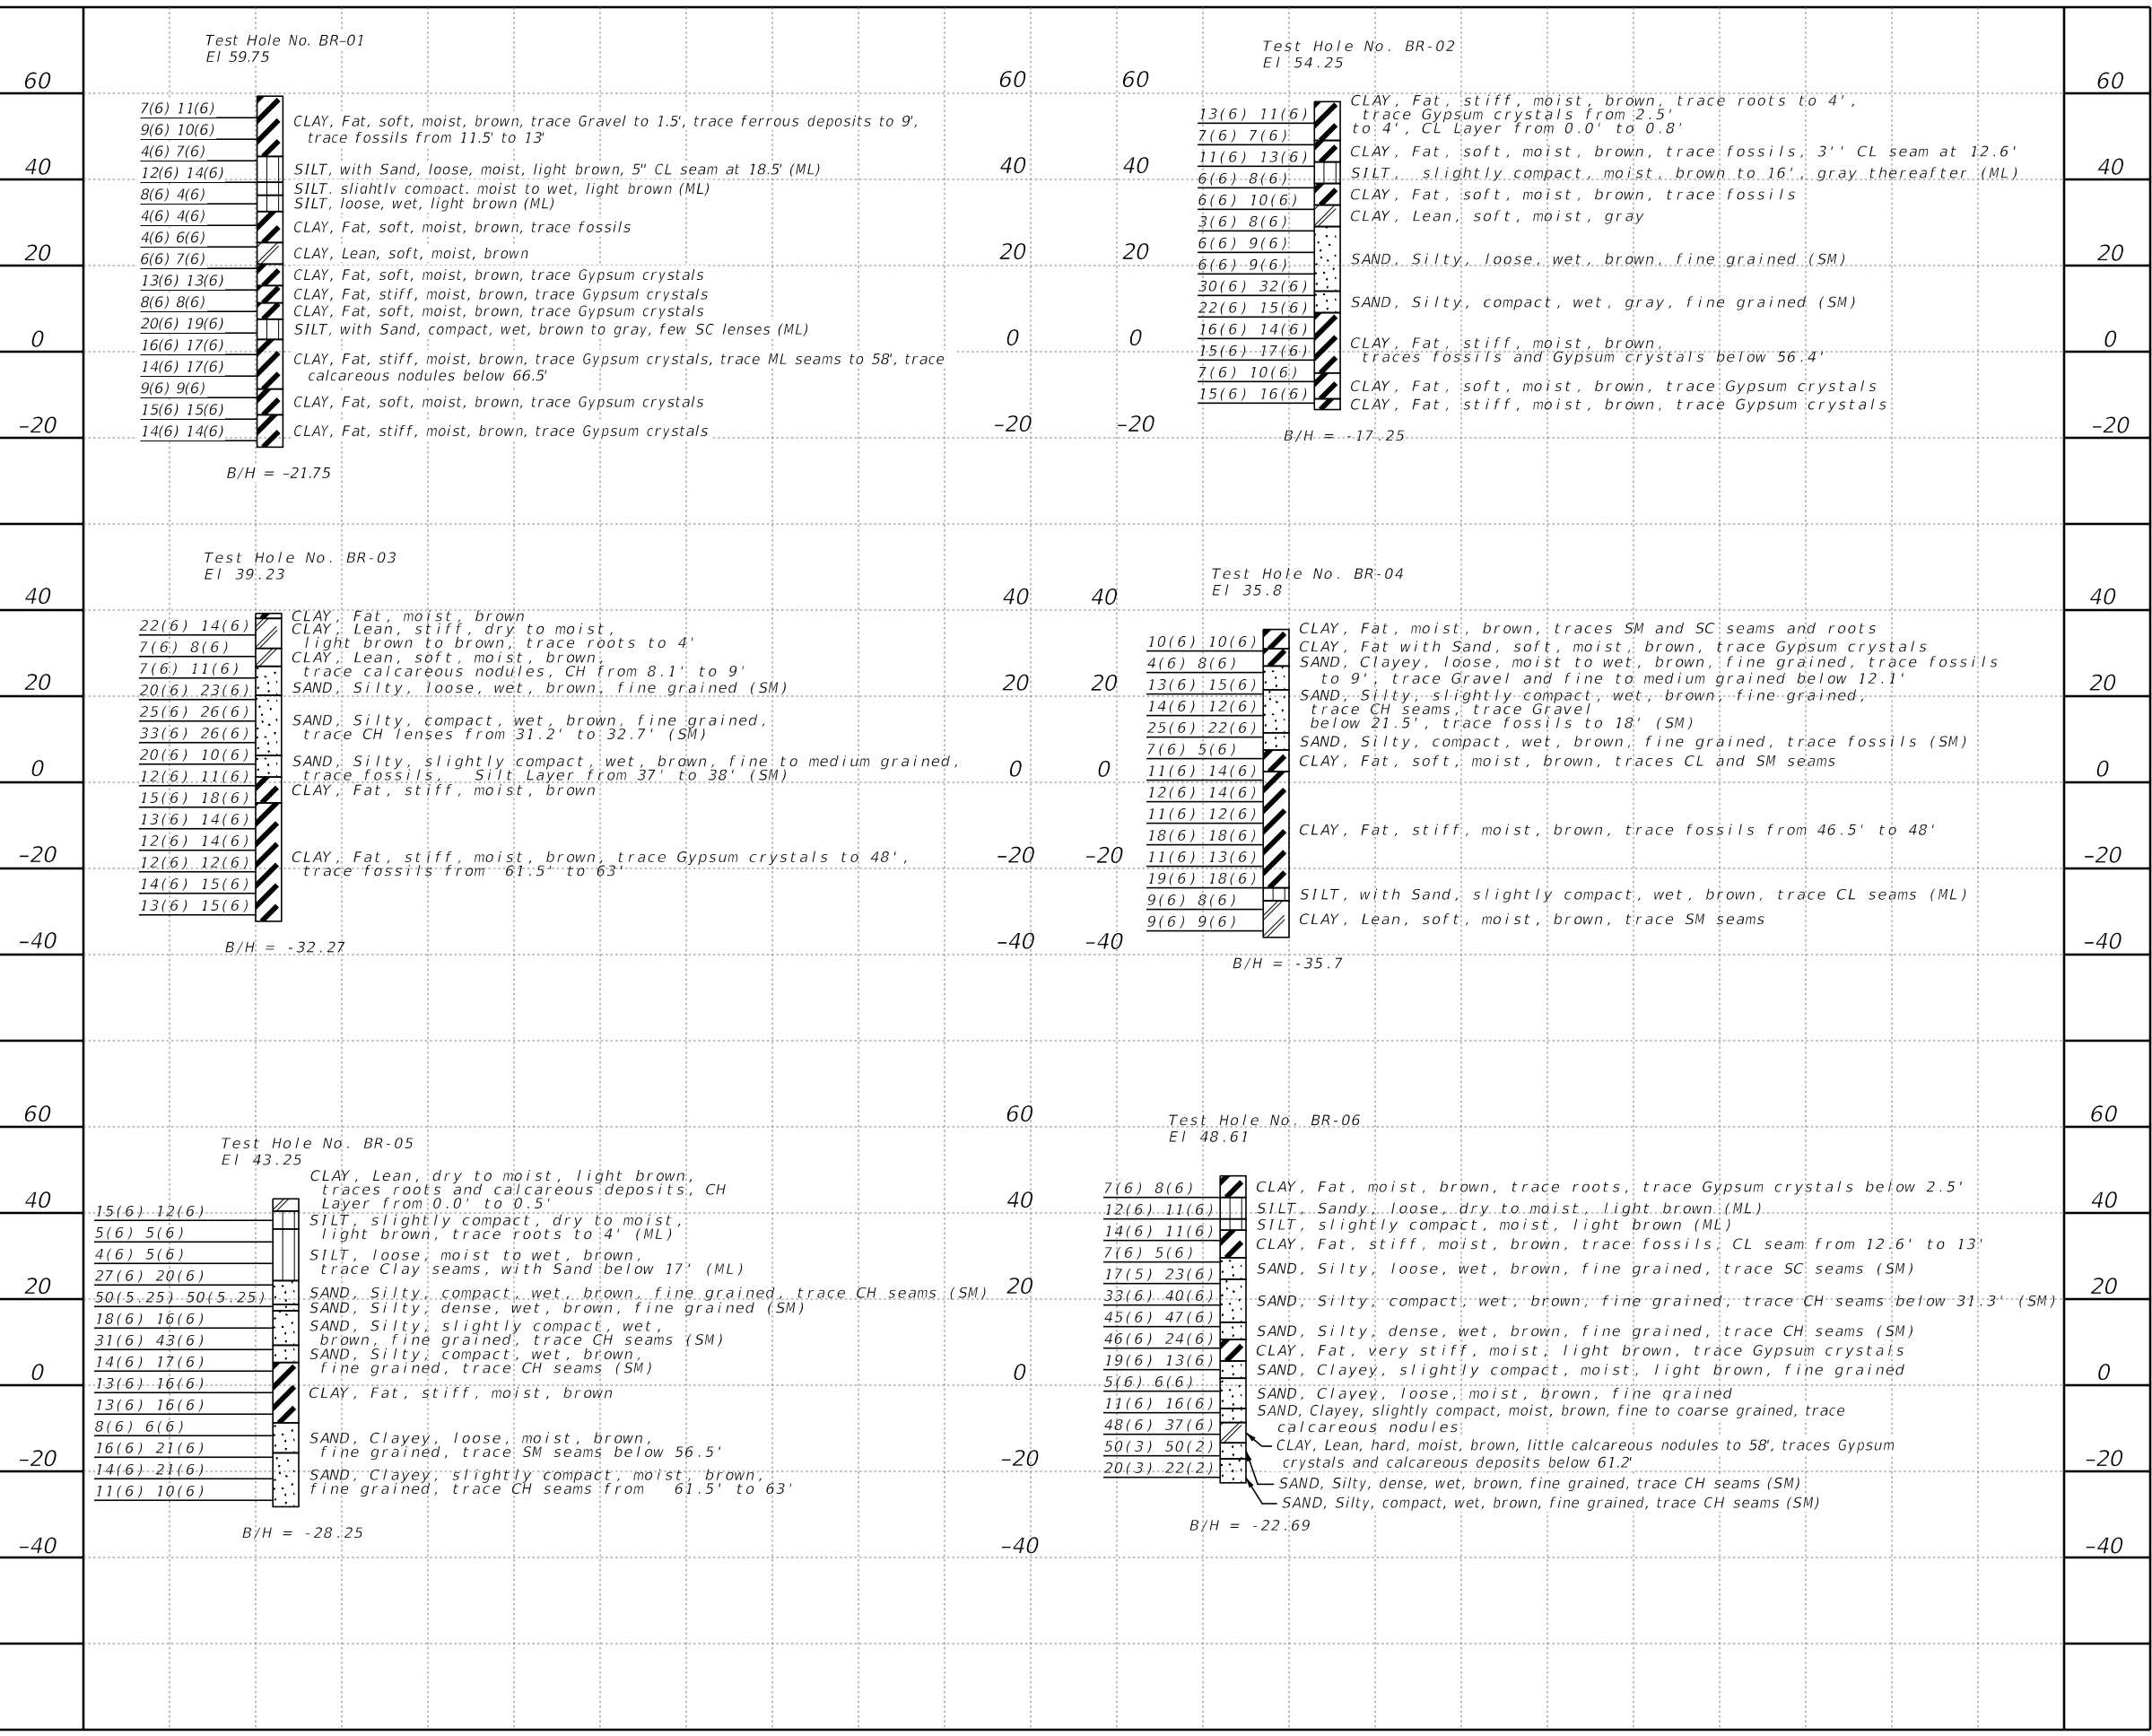 Test Hole No. BR-01
El 59.75
60
7(6) 11(6)
9(6) 10(6)
4(6) 7(6)
40
12(6) 14(6)
8(6) 4(6)
4(6) 4(6)
4(6) 6(6)
20
6(6) 7(6)
13(6) 13(6)
8(6) 8(6)
20(6) 19(6)
0
16(6) 17(6)
14(6) 17(6)
9(6) 9(6)
15(6) 15(6)
-20
14(6) 14(6)
CLAY, Fat, soft, moist, brown, trace Gravel to 1.5', trace ferrous deposits to 9',
trace fossils from 11.5' to 13'
SILT, with Sand, loose, moist, light brown, 5" CL seam at 18.5' (ML)
SILT, slightly compact, moist to wet, light brown (ML)
SILT, loose, wet, light brown (ML)
CLAY, Fat, soft, moist, brown, trace fossils
CLAY, Lean, soft, moist, brown
CLAY, Fat, soft, moist, brown, trace Gypsum crystals
CLAY, Fat, stiff, moist, brown, trace Gypsum crystals
CLAY, Fat, soft, moist, brown, trace Gypsum crystals
SILT, with Sand, compact, wet, brown to gray, few SC lenses (ML)
CLAY, Fat, stiff, moist, brown, trace Gypsum crystals, trace ML seams to 58', trace
calcareous nodules below 66.5'
CLAY, Fat, soft, moist, brown, trace Gypsum crystals
CLAY, Fat, stiff, moist, brown, trace Gypsum crystals
B/H = -21.75
60
40
20
0
-20
60
40
20
0
-20
Test Hole No. BR-02
El 54.25
13(6) 11(6)
7(6) 7(6)
11(6) 13(6)
6(6) 8(6)
6(6) 10(6)
3(6) 8(6)
6(6) 9(6)
6(6) 9(6)
30(6) 32(6)
22(6) 15(6)
16(6) 14(6)
15(6) 17(6)
7(6) 10(6)
15(6) 16(6)
CLAY, Fat, stiff, moist, brown, trace roots to 4',
trace Gypsum crystals from 2.5'
to 4', CL Layer from 0.0' to 0.8'
CLAY, Fat, soft, moist, brown, trace fossils, 3'' CL seam at 12.6'
SILT, slightly compact, moist, brown to 16', gray thereafter (ML)
CLAY, Fat, soft, moist, brown, trace fossils
CLAY, Lean, soft, moist, gray
SAND, Silty, loose, wet, brown, fine grained (SM)
SAND, Silty, compact, wet, gray, fine grained (SM)
CLAY, Fat, stiff, moist, brown,
traces fossils and Gypsum crystals below 56.4'
CLAY, Fat, soft, moist, brown, trace Gypsum crystals
CLAY, Fat, stiff, moist, brown, trace Gypsum crystals
B/H = -17.25
60
40
20
0
-20
Test Hole No. BR-03
El 39.23
40
22(6) 14(6)
7(6) 8(6)
7(6) 11(6)
20
20(6) 23(6)
25(6) 26(6)
33(6) 26(6)
20(6) 10(6)
0
12(6) 11(6)
15(6) 18(6)
13(6) 14(6)
12(6) 14(6)
-20
12(6) 12(6)
14(6) 15(6)
13(6) 15(6)
-40
CLAY, Fat, moist, brown
CLAY, Lean, stiff, dry to moist,
light brown to brown, trace roots to 4'
CLAY, Lean, soft, moist, brown,
trace calcareous nodules, CH from 8.1' to 9'
SAND, Silty, loose, wet, brown, fine grained (SM)
SAND, Silty, compact, wet, brown, fine grained,
trace CH lenses from 31.2' to 32.7' (SM)
SAND, Silty, slightly compact, wet, brown, fine to medium grained,
trace fossils, Silt Layer from 37' to 38' (SM)
CLAY, Fat, stiff, moist, brown
CLAY, Fat, stiff, moist, brown, trace Gypsum crystals to 48',
trace fossils from 61.5' to 63'
B/H = -32.27
40
20
0
-20
-40
40
20
0
-20
-40
Test Hole No. BR-04
El 35.8
10(6) 10(6)
4(6) 8(6)
13(6) 15(6)
14(6) 12(6)
25(6) 22(6)
7(6) 5(6)
11(6) 14(6)
12(6) 14(6)
11(6) 12(6)
18(6) 18(6)
11(6) 13(6)
19(6) 18(6)
9(6) 8(6)
9(6) 9(6)
CLAY, Fat, moist, brown, traces SM and SC seams and roots
CLAY, Fat with Sand, soft, moist, brown, trace Gypsum crystals
SAND, Clayey, loose, moist to wet, brown, fine grained, trace fossils
to 9', trace Gravel and fine to medium grained below 12.1'
SAND, Silty, slightly compact, wet, brown, fine grained,
trace CH seams, trace Gravel
below 21.5', trace fossils to 18' (SM)
SAND, Silty, compact, wet, brown, fine grained, trace fossils (SM)
CLAY, Fat, soft, moist, brown, traces CL and SM seams
CLAY, Fat, stiff, moist, brown, trace fossils from 46.5' to 48'
SILT, with Sand, slightly compact, wet, brown, trace CL seams (ML)
CLAY, Lean, soft, moist, brown, trace SM seams
B/H = -35.7
40
20
0
-20
-40
60
Test Hole No. BR-05
El 43.25
40
15(6) 12(6)
5(6) 5(6)
4(6) 5(6)
27(6) 20(6)
20
50(5.25) 50(5.25)
18(6) 16(6)
31(6) 43(6)
14(6) 17(6)
0
13(6) 16(6)
13(6) 16(6)
8(6) 6(6)
16(6) 21(6)
-20
14(6) 21(6)
11(6) 10(6)
-40
CLAY, Lean, dry to moist, light brown,
traces roots and calcareous deposits, CH
Layer from 0.0' to 0.5'
SILT, slightly compact, dry to moist,
light brown, trace roots to 4' (ML)
SILT, loose, moist to wet, brown,
trace Clay seams, with Sand below 17' (ML)
SAND, Silty, compact, wet, brown, fine grained, trace CH seams (SM)
SAND, Silty, dense, wet, brown, fine grained (SM)
SAND, Silty, slightly compact, wet,
brown, fine grained, trace CH seams (SM)
SAND, Silty, compact, wet, brown,
fine grained, trace CH seams (SM)
CLAY, Fat, stiff, moist, brown
SAND, Clayey, loose, moist, brown,
fine grained, trace SM seams below 56.5'
SAND, Clayey, slightly compact, moist, brown,
fine grained, trace CH seams from 61.5' to 63'
B/H = -28.25
60
40
20
0
-20
-40
Test Hole No. BR-06
El 48.61
7(6) 8(6)
12(6) 11(6)
14(6) 11(6)
7(6) 5(6)
17(5) 23(6)
33(6) 40(6)
45(6) 47(6)
46(6) 24(6)
19(6) 13(6)
5(6) 6(6)
11(6) 16(6)
48(6) 37(6)
50(3) 50(2)
20(3) 22(2)
CLAY, Fat, moist, brown, trace roots, trace Gypsum crystals below 2.5'
SILT, Sandy, loose, dry to moist, light brown (ML)
SILT, slightly compact, moist, light brown (ML)
CLAY, Fat, stiff, moist, brown, trace fossils, CL seam from 12.6' to 13'
SAND, Silty, loose, wet, brown, fine grained, trace SC seams (SM)
SAND, Silty, compact, wet, brown, fine grained, trace CH seams below 31.3' (SM)
SAND, Silty, dense, wet, brown, fine grained, trace CH seams (SM)
CLAY, Fat, very stiff, moist, light brown, trace Gypsum crystals
SAND, Clayey, slightly compact, moist, light brown, fine grained
SAND, Clayey, loose, moist, brown, fine grained
SAND, Clayey, slightly compact, moist, brown, fine to coarse grained, trace
calcareous nodules
CLAY, Lean, hard, moist, brown, little calcareous nodules to 58', traces Gypsum
crystals and calcareous deposits below 61.2'
SAND, Silty, dense, wet, brown, fine grained, trace CH seams (SM)
SAND, Silty, compact, wet, brown, fine grained, trace CH seams (SM)
B/H = -22.69
60
40
20
0
-20
-40